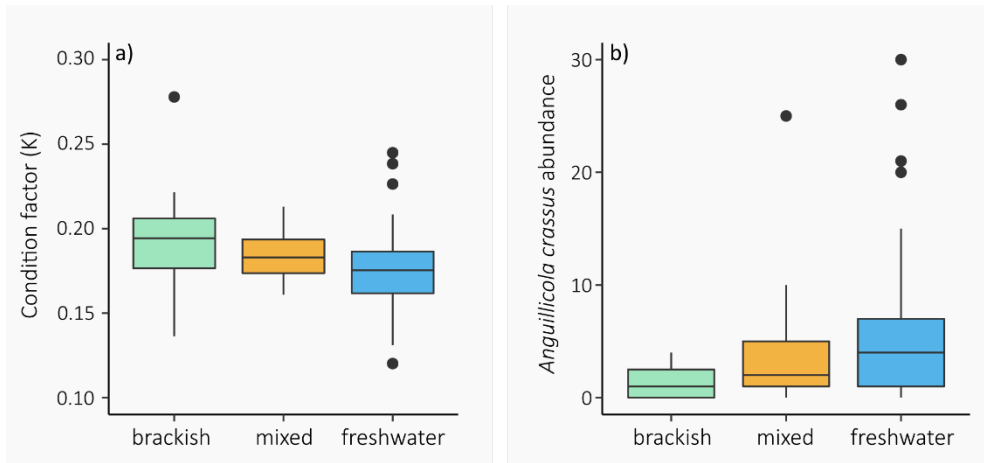 a)
Condition factor (K)
0.30
0.25
0.20
0.15
0.10
brackish mixed freshwater
b)
Anguillicola crassus abundance
30
20
10
0
brackish mixed freshwater